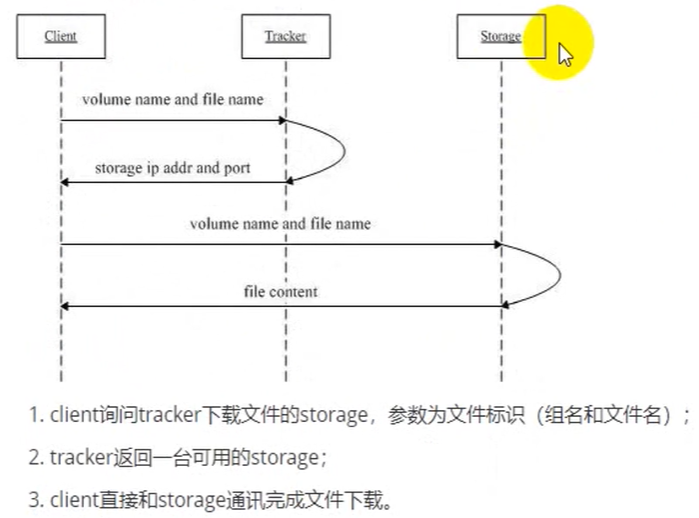 Client
Tracker
Storage
volume name and file name
storage ip addr and port
volume name and file name
file content
1. client询问tracker下载文件的storage，参数为文件标识（组名和文件名）；
2. tracker返回一台可用的storage；
3. client直接和storage通讯完成文件下载。